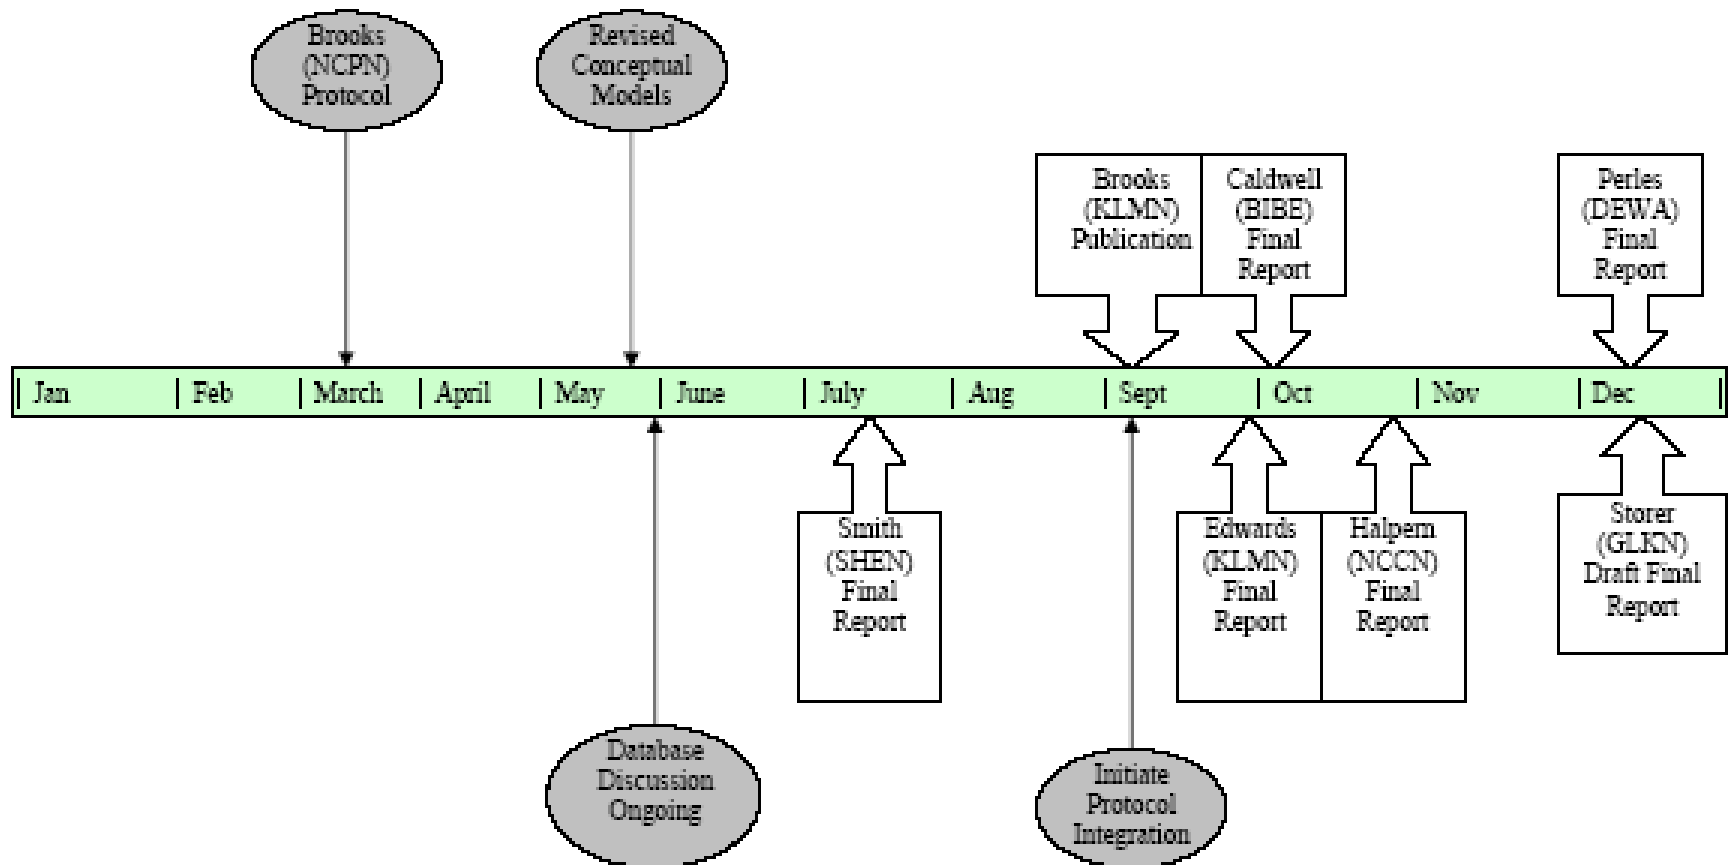 Brooks
(NCPN)
Protocol
Revised
Conceptual
Models
Brooks
(KLMN)
Publication
Caldwell
(BIBE)
Final
Report
Perles
(DEWA)
Final
Report
Jan
Feb
March
April
May
June
July
Aug
Sept
Oct
Nov
Dec
Smith
(SHEN)
Final
Report
Edwards
(KLMN)
Final
Report
Halpern
(NCCN)
Final
Report
Storer
(GLKN)
Draft Final
Report
Database
Discussion
Ongoing
Initiate
Protocol
Integration